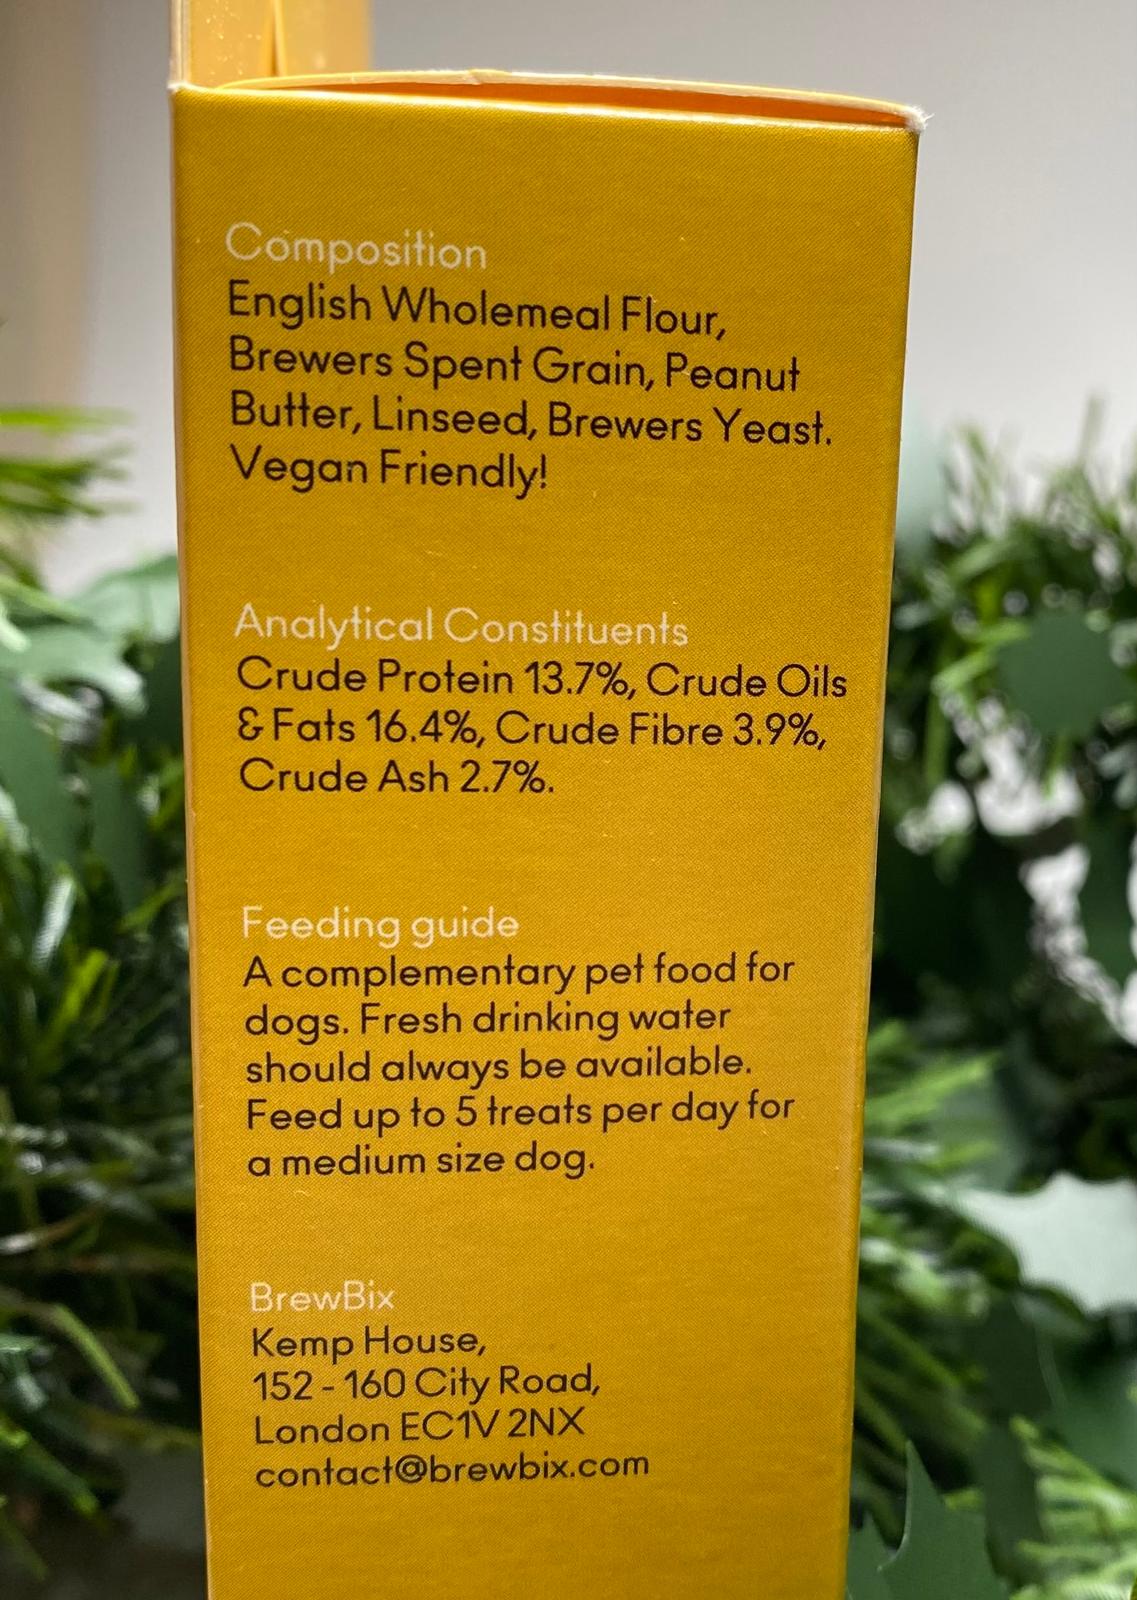 Composition
English Wholemeal Flour,
Brewers Spent Grain, Peanut
Butter, Linseed, Brewers Yeast.
Vegan Friendly!
Analytical Constituents
Crude Protein 13.7%, Crude Oils
& Fats 16.4%, Crude Fibre 3.9%,
Crude Ash 2.7%.
Feeding guide
A complementary pet food for
dogs. Fresh drinking water
should always be available.
Feed up to 5 treats per day for
a medium size dog.
BrewBix
Kemp House,
152 - 160 City Road,
London EC1V 2NX
contact@brewbix.com